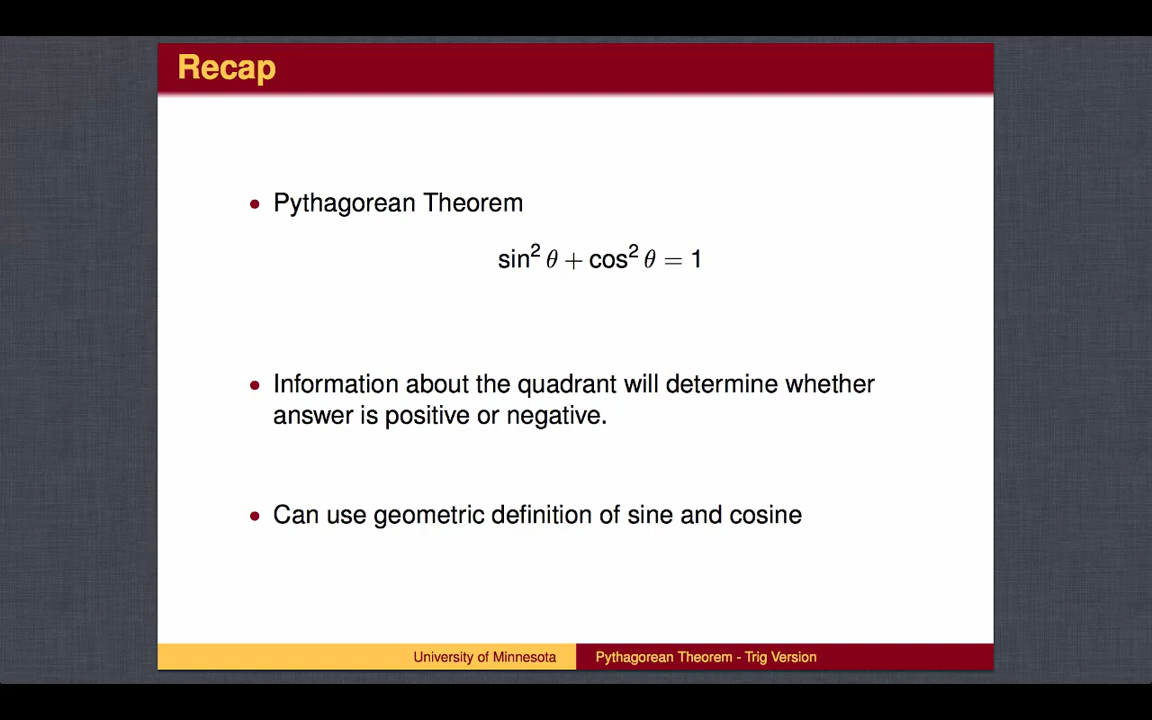 Recap
• Pythagorean Theorem
sin² θ + cos² θ = 1
• Information about the quadrant will determine whether
answer is positive or negative.
• Can use geometric definition of sine and cosine
University of Minnesota
Pythagorean Theorem - Trig Version